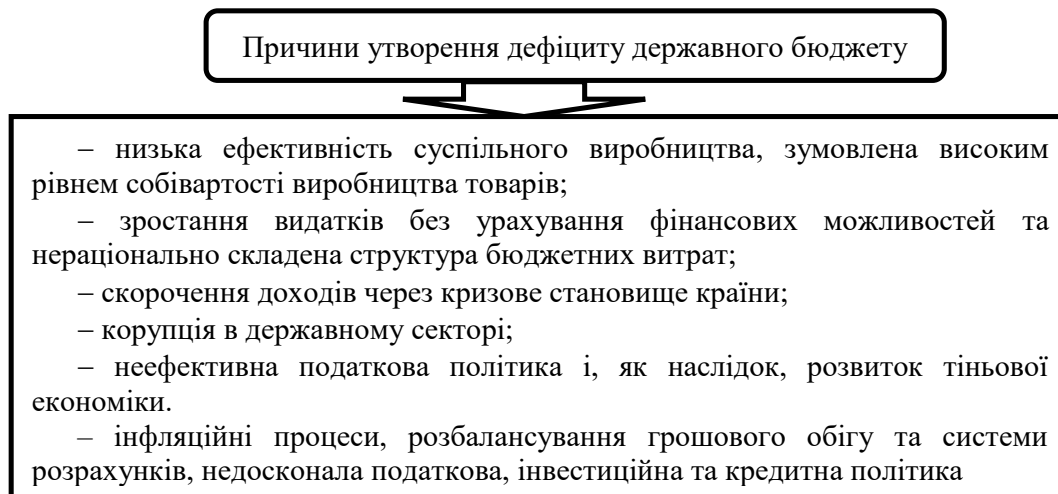 Причини утворення дефіциту державного бюджету
– низька ефективність суспільного виробництва, зумовлена високим
рівнем собівартості виробництва товарів;
– зростання видатків без урахування фінансових можливостей та
нераціонально складена структура бюджетних витрат;
– скорочення доходів через кризове становище країни;
– корупція в державному секторі;
– неефективна податкова політика і, як наслідок, розвиток тіньової
економіки.
– інфляційні процеси, розбалансування грошового обігу та системи
розрахунків, недосконала податкова, інвестиційна та кредитна політика